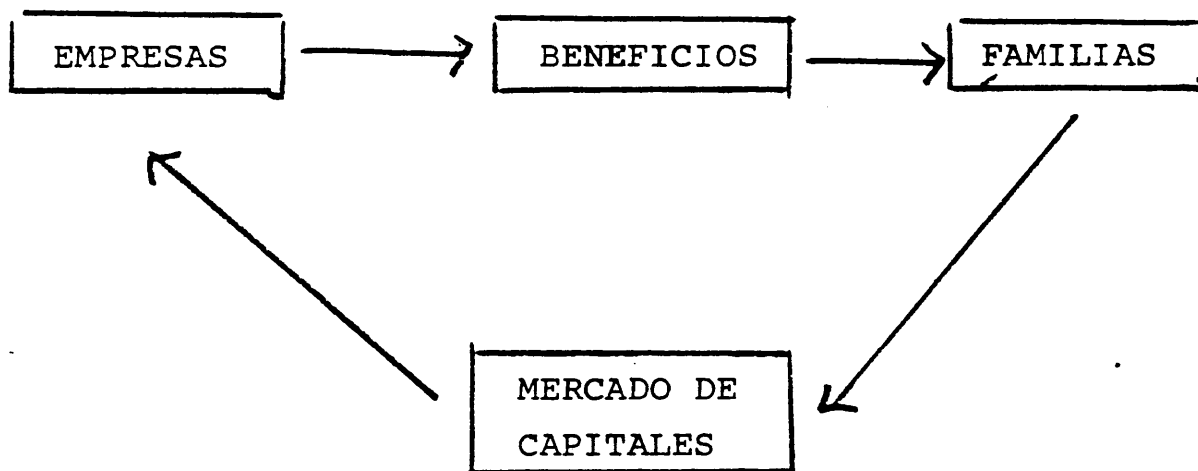 EMPRESAS
BENEFICIOS
FAMILIAS
MERCADO DE
CAPITALES